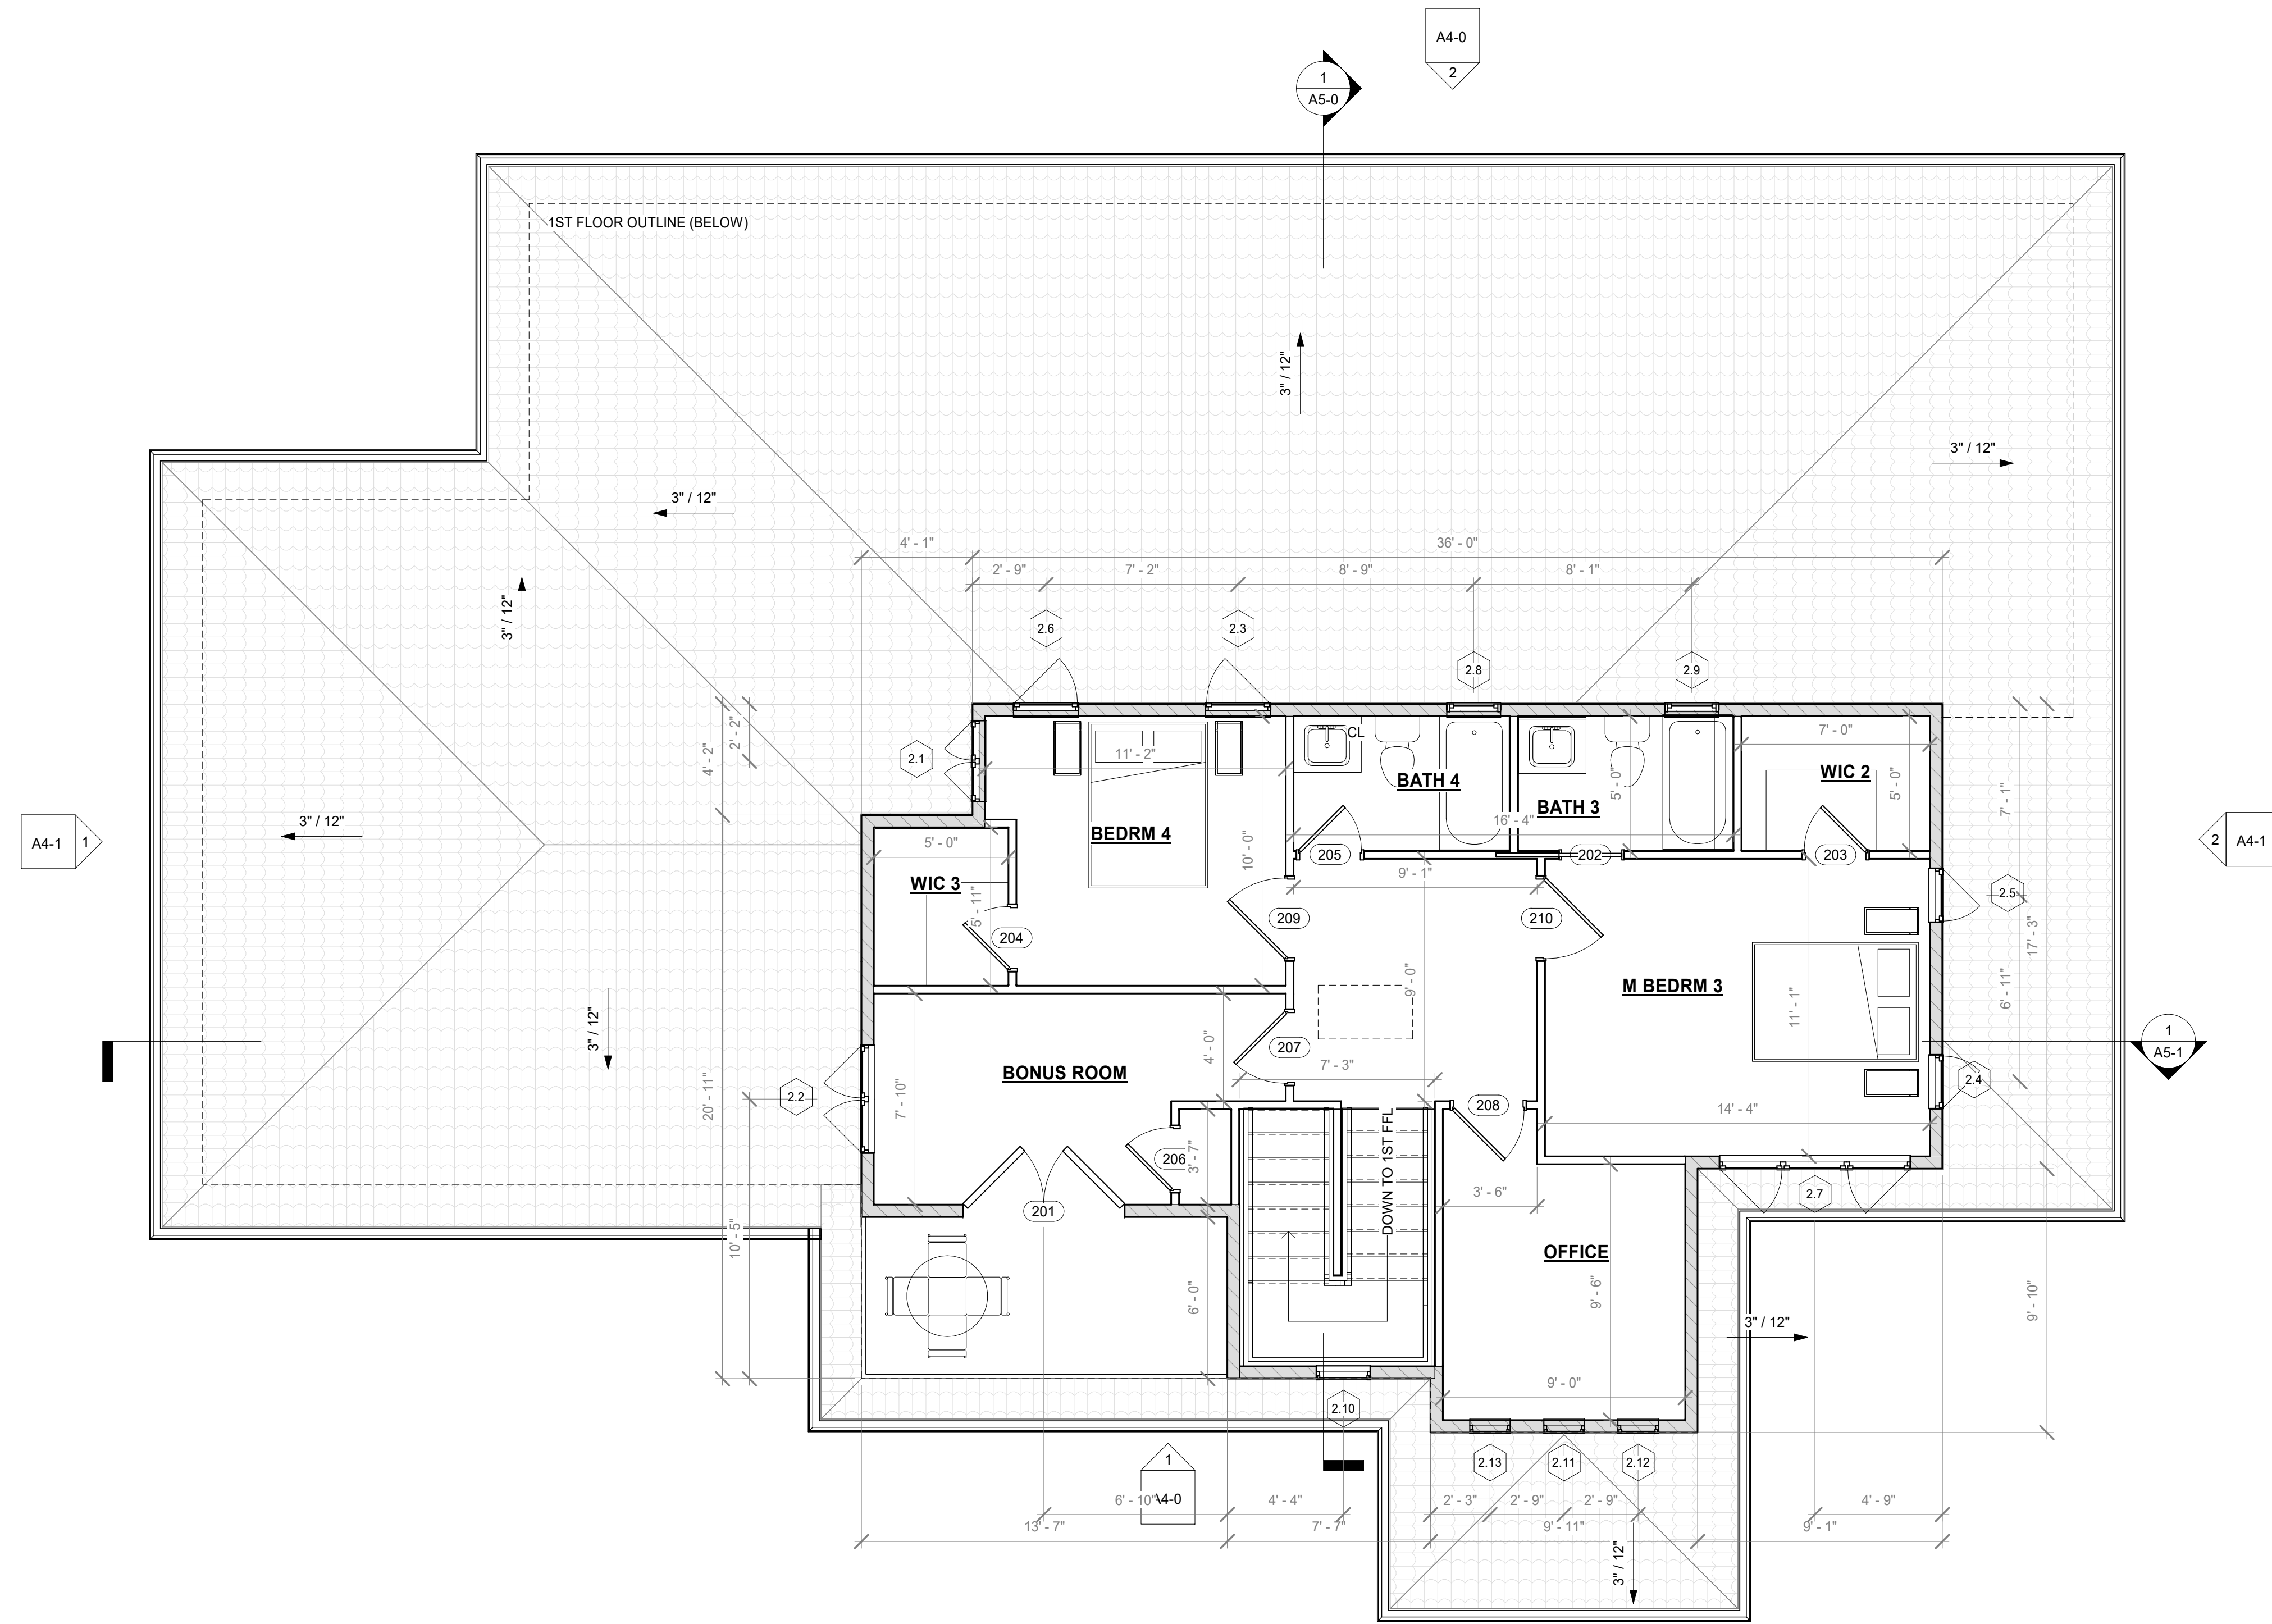 A4-0
2
1
A5-0
1ST FLOOR OUTLINE (BELOW)
3" / 12"
3" / 12"
3" / 12"
3" / 12"
4' - 1"
36' - 0"
2' - 9"
7' - 2"
8' - 9"
8' - 1"
2.6
2.3
2.8
2.9
4' - 2"
2' - 2"
2.1
11' - 2"
CL
BATH 4
BATH 3
5' - 0"
7' - 0"
WIC 2
5' - 0"
7' - 1"
A4-1
1
3" / 12"
5' - 0"
BEDRM 4
10' - 0"
16' - 4"
205
202
203
2
A4-1
WIC 3
5' - 11"
204
209
9' - 1"
210
2.5
17' - 3"
9' - 0"
M BEDRM 3
11' - 1"
6' - 11"
3" / 12"
BONUS ROOM
4' - 0"
207
7' - 3"
1
A5-1
2.4
20' - 11"
2.2
7' - 10"
208
14' - 4"
206
3' - 7"
DOWN TO 1ST FFL
3' - 6"
2.7
201
10' - 5"
OFFICE
6' - 0"
9' - 6"
3" / 12"
9' - 10"
9' - 0"
2.10
1
A4-0
2.13
2.11
2.12
6' - 10"
4' - 4"
2' - 3"
2' - 9"
2' - 9"
4' - 9"
13' - 7"
7' - 7"
9' - 11"
9' - 1"
3" / 12"